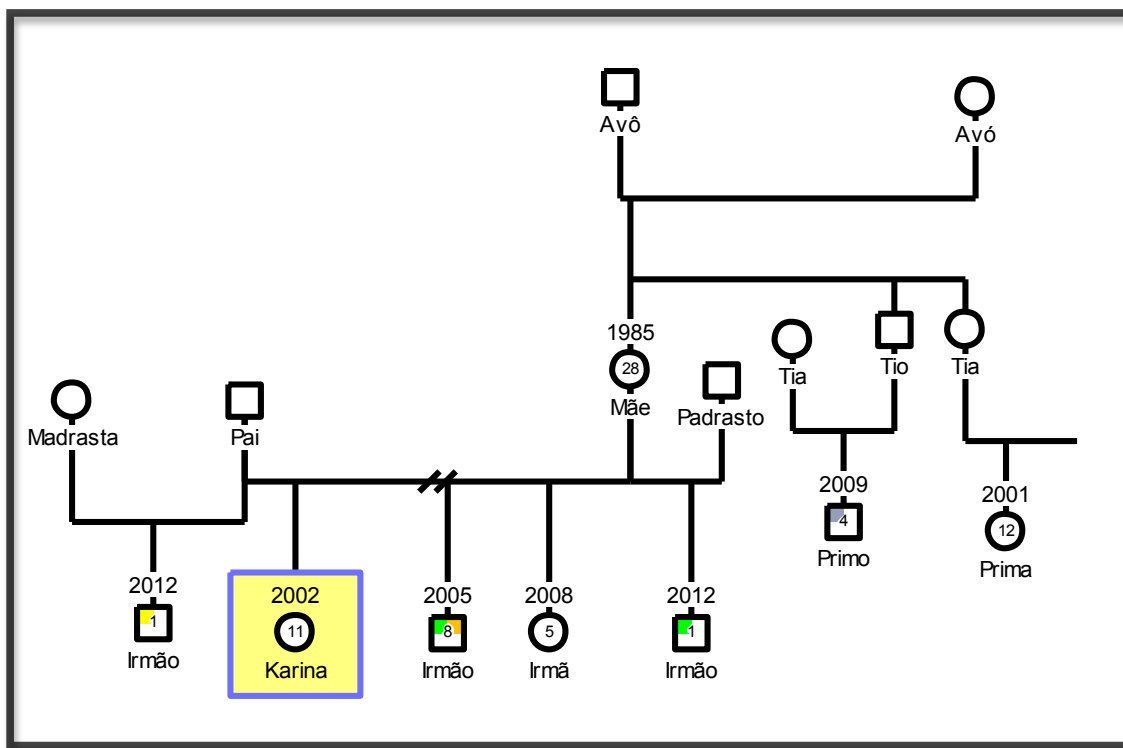 Avô
Avó
1985
28
Mãe
Padrasto
Tia
Tio
Tia
Madrasta
Pai
2009
4
Primo
2001
12
Prima
2012
1
Irmão
2002
11
Karina
2005
8
Irmão
2008
5
Irmã
2012
1
Irmão